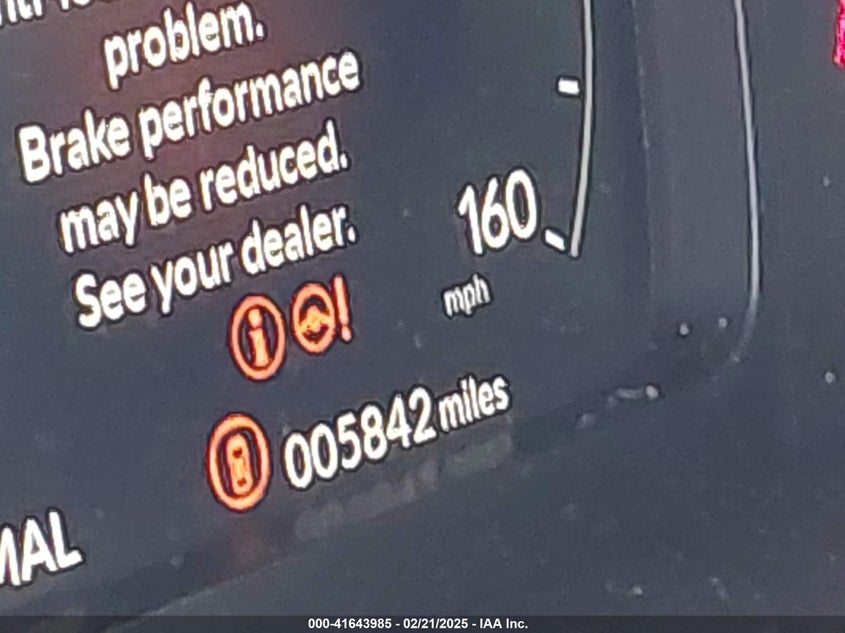 problem.
Brake performance
may be reduced.
See your dealer.
160
mph
005842 miles
000-41643985 - 02/21/2025 - IAA Inc.